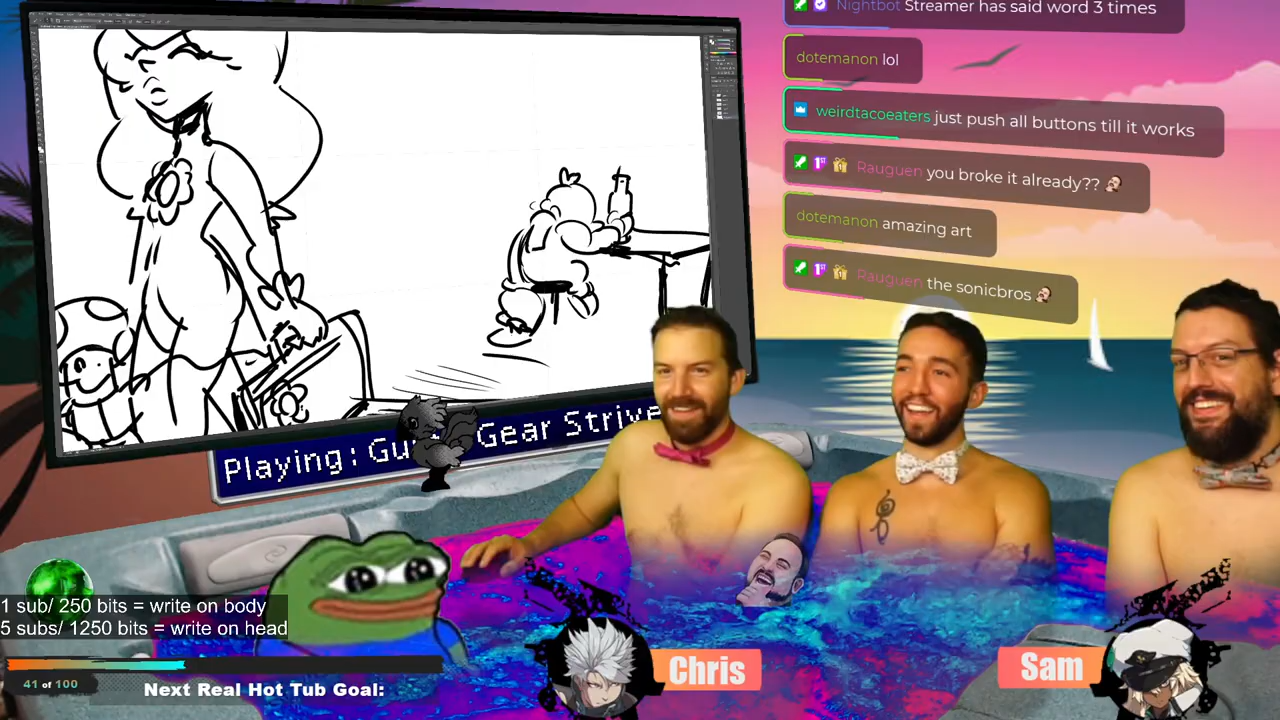 Nightbot Streamer has said word 3 times
dotemanon lol
weirdtacoeaters just push all buttons till it works
Rauguen you broke it already??
dotemanon amazing art
Rauguen the sonicbros
Playing: Gu Gear Strive
1 sub/ 250 bits = write on body
5 subs/ 1250 bits = write on head
41 of 100
Next Real Hot Tub Goal:
Chris
Sam